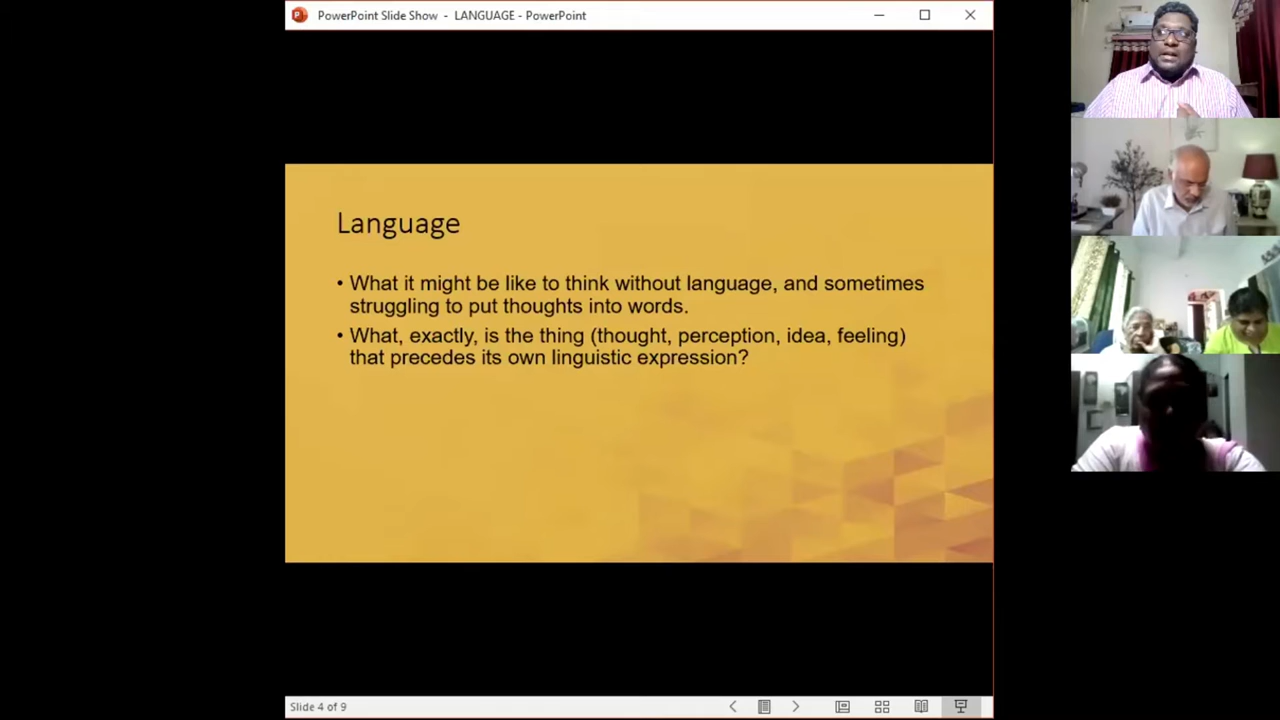 PowerPoint Slide Show - LANGUAGE - PowerPoint
Language
• What it might be like to think without language, and sometimes
struggling to put thoughts into words.
• What, exactly, is the thing (thought, perception, idea, feeling)
that precedes its own linguistic expression?
Slide 4 of 9